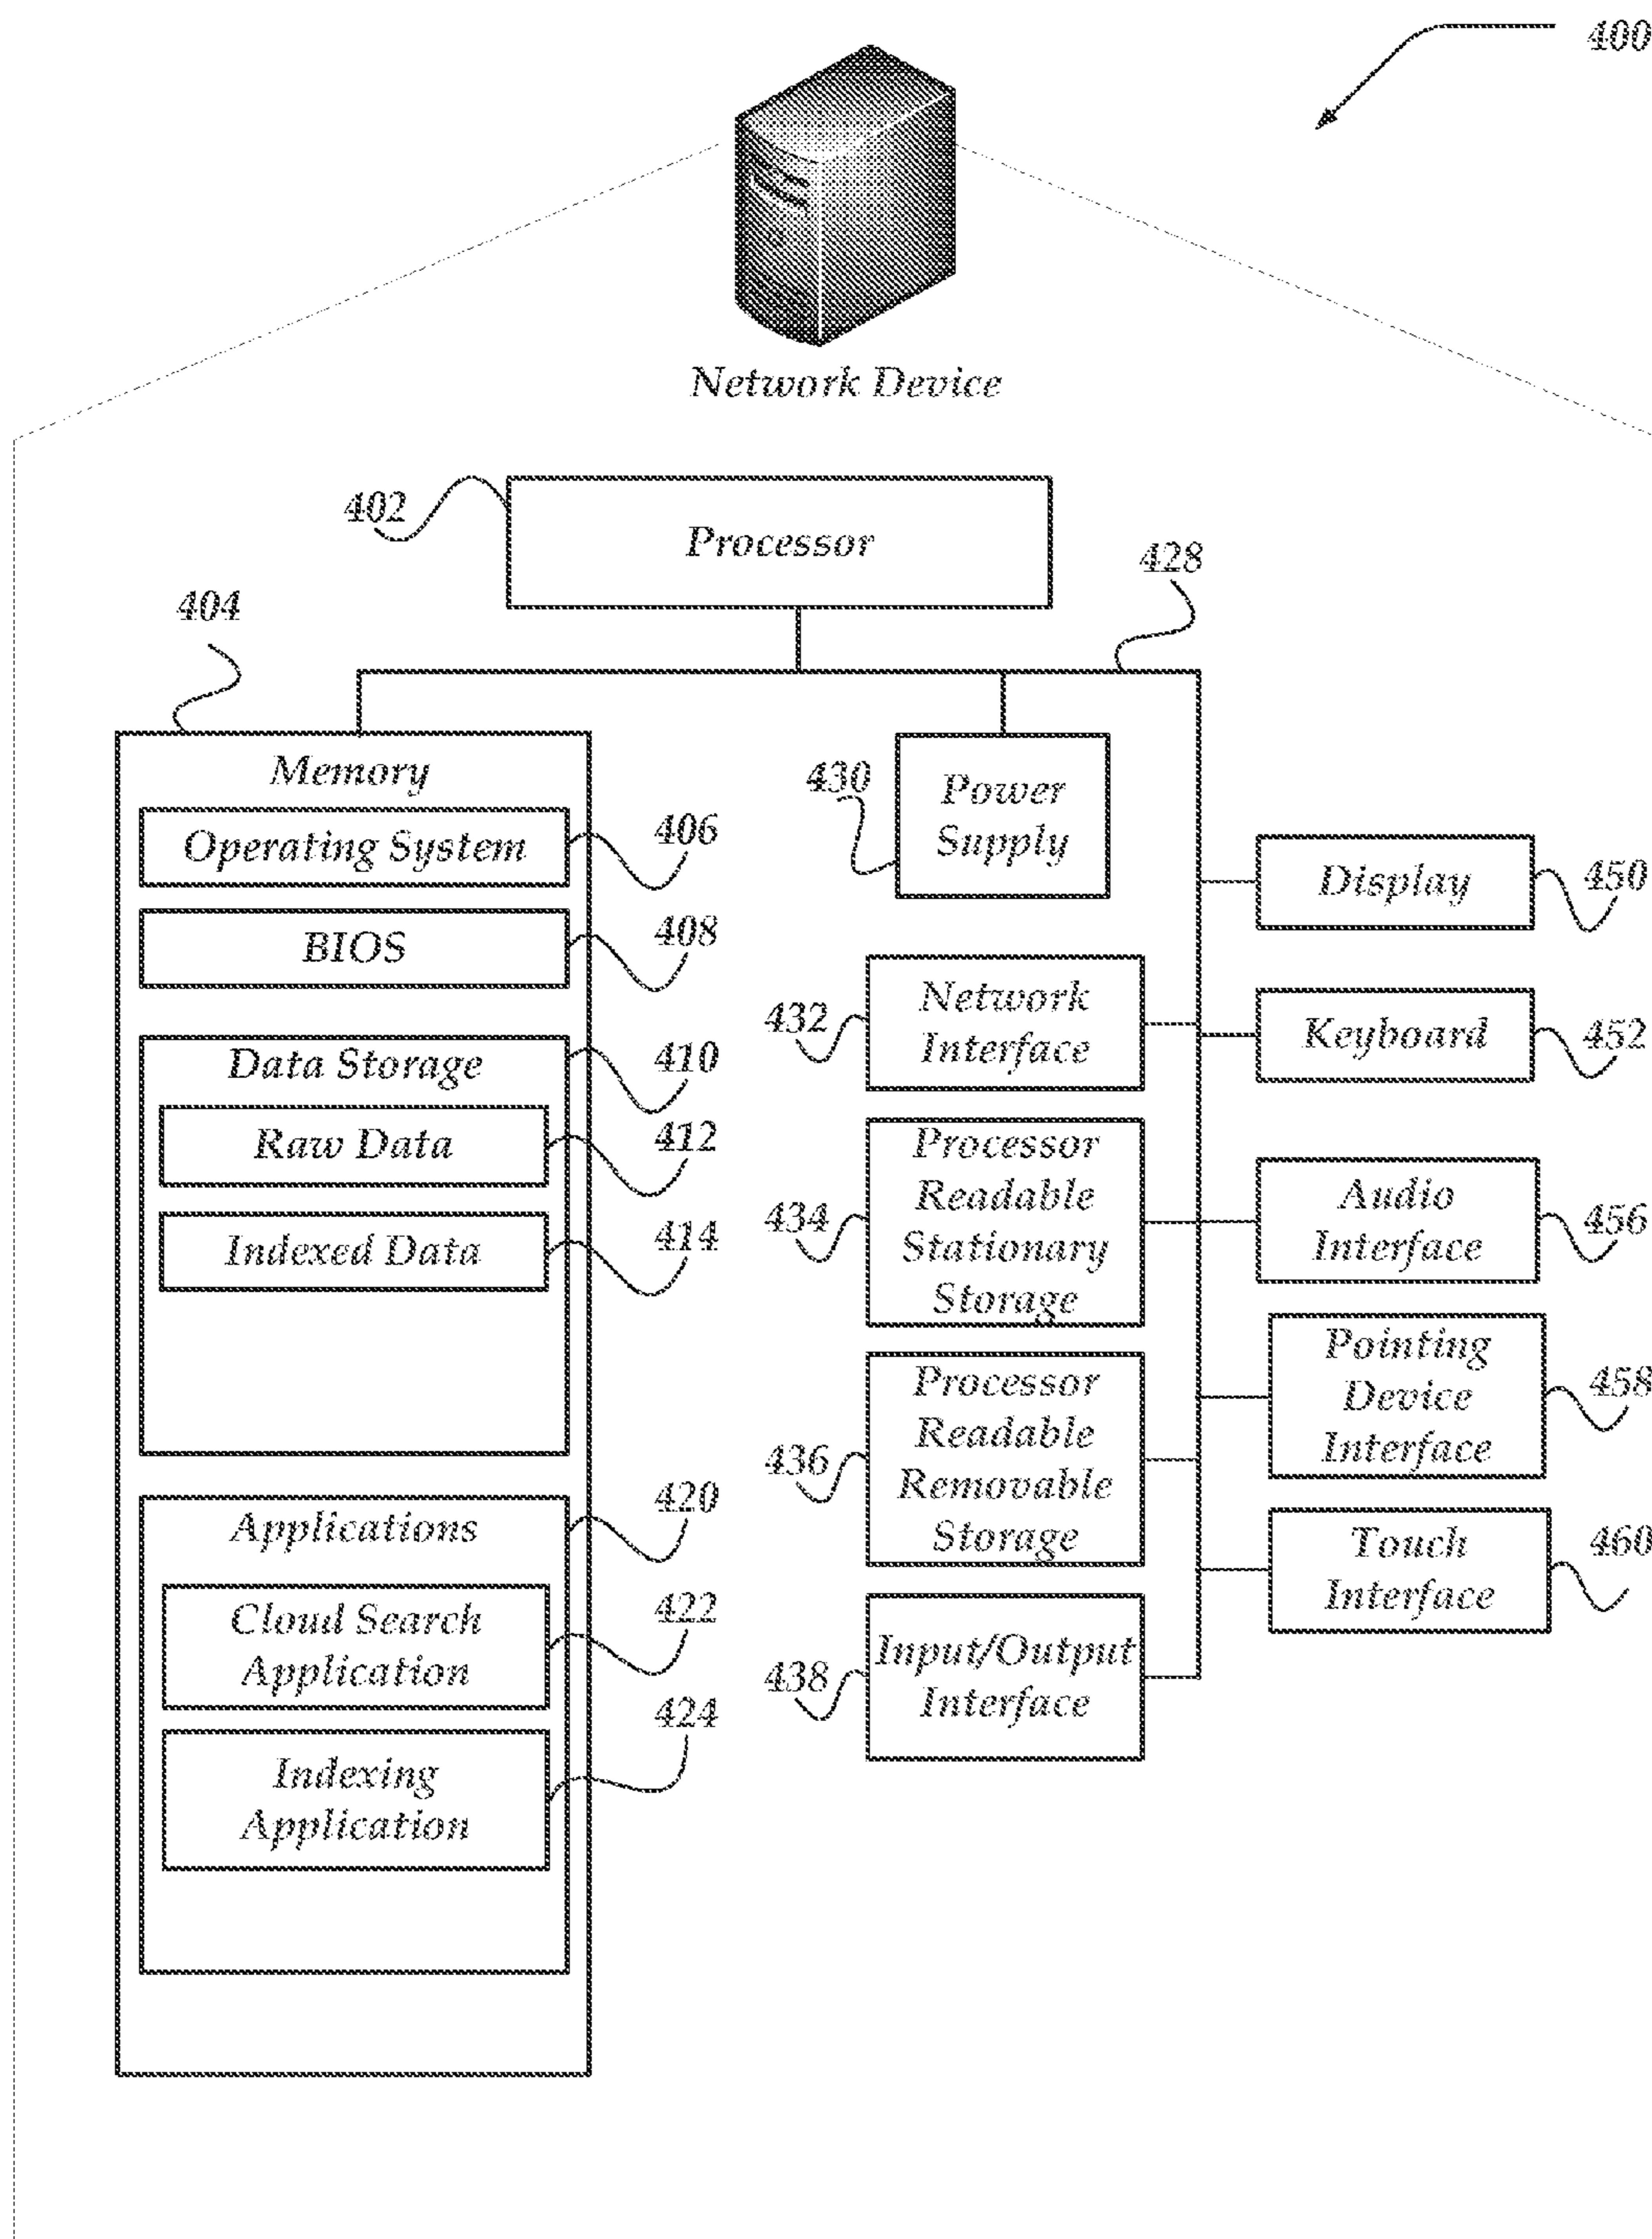 400
Network Device
402
Processor
428
404
Memory
Operating System
406
BIOS
408
Data Storage
410
Raw Data
412
Indexed Data
414
Applications
420
Cloud Search
Application
422
Indexing
Application
424
430
Power
Supply
432
Network
Interface
434
Processor
Readable
Stationary
Storage
436
Processor
Readable
Removable
Storage
438
Input/Output
Interface
Display
450
Keyboard
452
Audio
Interface
456
Pointing
Device
Interface
458
Touch
Interface
460